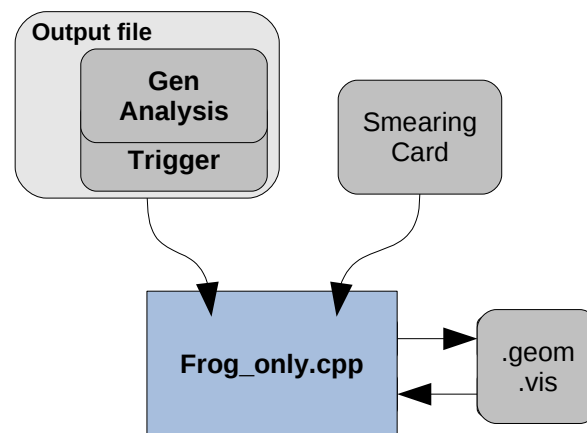 Output file
Gen
Analysis
Trigger
Smearing
Card
Frog_only.cpp
.geom
.vis